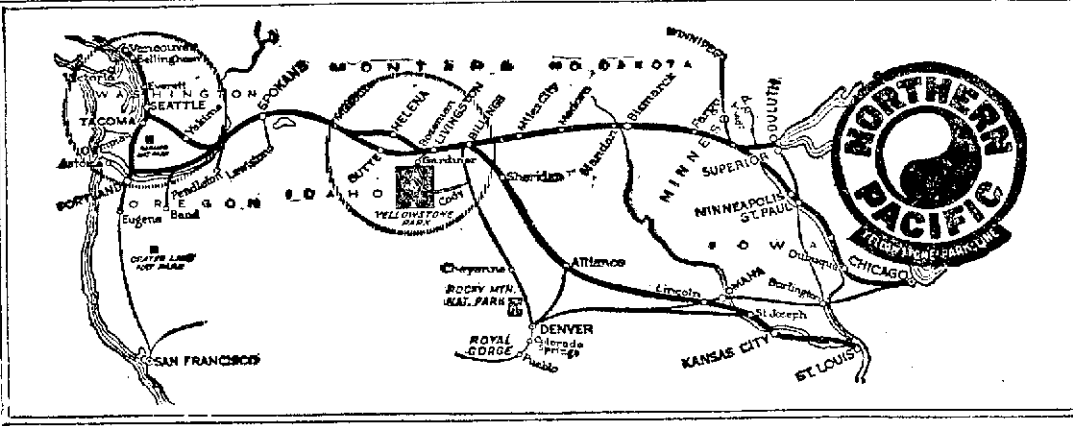 WINNIPEG
Vancouver
Bellingham
Victoria
Everett
WASHINGTON
SEATTLE
TACOMA
Yakima
SPOKANE
Astoria
PORTLAND
Pendleton
Lewiston
OREGON
Eugene
Bend
CRATER LAKE
NAT PARK
SAN FRANCISCO
IDAHO
HELENA
BUTTE
Bozeman
LIVINGSTON
BILLINGS
Gardiner
Cody
YELLOWSTONE
PARK
Miles City
Medora
Mandan
Bismarck
Sheridan
Fargo
DULUTH
SUPERIOR
MINNEAPOLIS
ST. PAUL
IOWA
Dubuque
CHICAGO
Cheyenne
ROCKY MTN.
NAT. PARK
Alliance
Lincoln
OMAHA
Burlington
St Joseph
DENVER
Colorado
Springs
ROYAL
GORGE
Pueblo
KANSAS CITY
ST. LOUIS
NORTHERN
PACIFIC
YELLOWSTONE PARK LINE